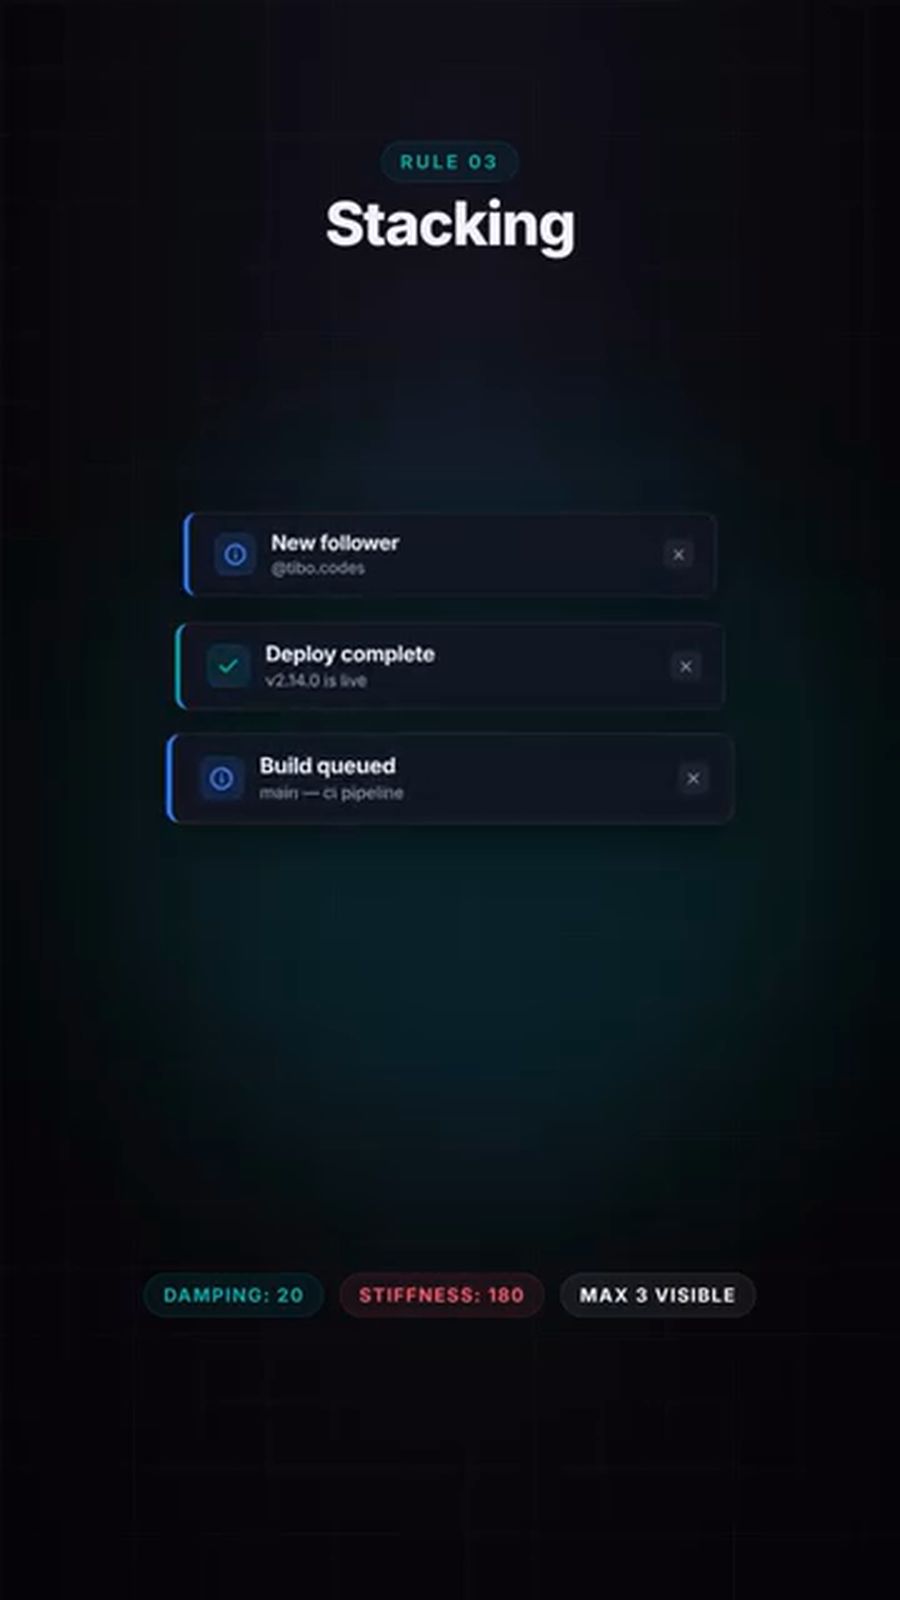 RULE 03
Stacking
New follower
@tibo.codes
Deploy complete
v2.14.0 is live
Build queued
main — ci pipeline
DAMPING: 20
STIFFNESS: 180
MAX 3 VISIBLE